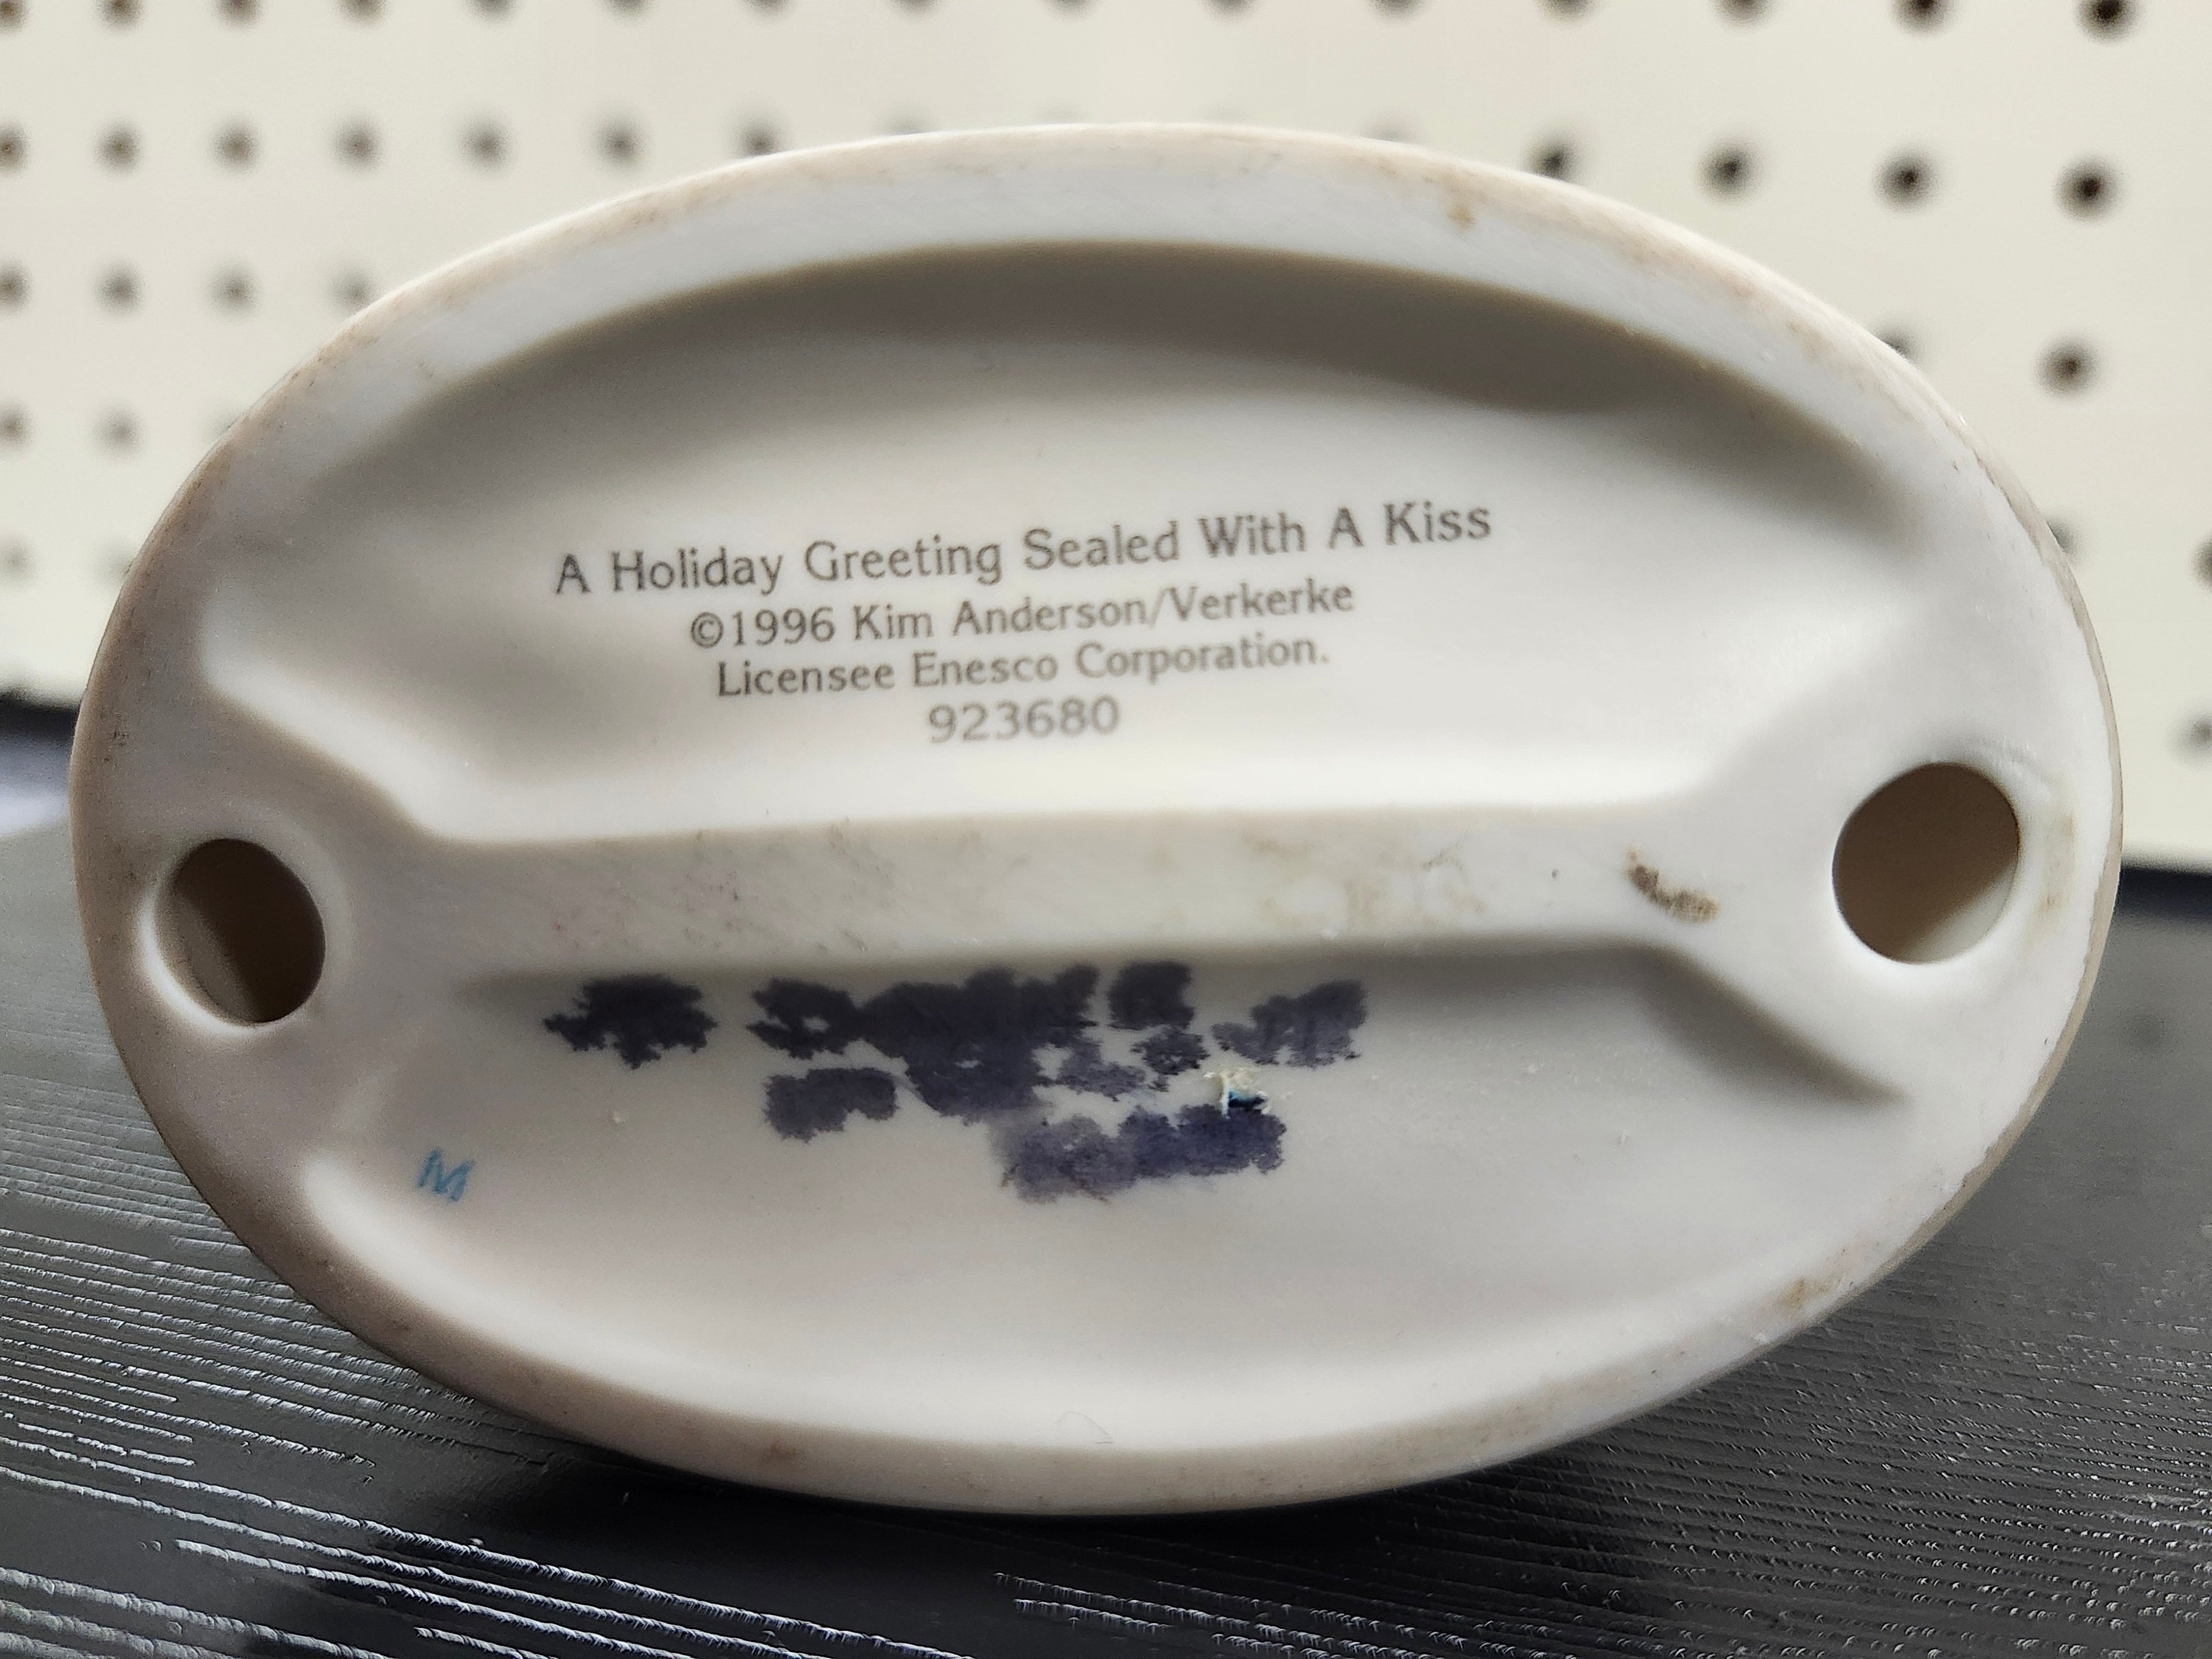 A Holiday Greeting Sealed With A Kiss
©1996 Kim Anderson/Verkerke
Licensee Enesco Corporation.
923680
M